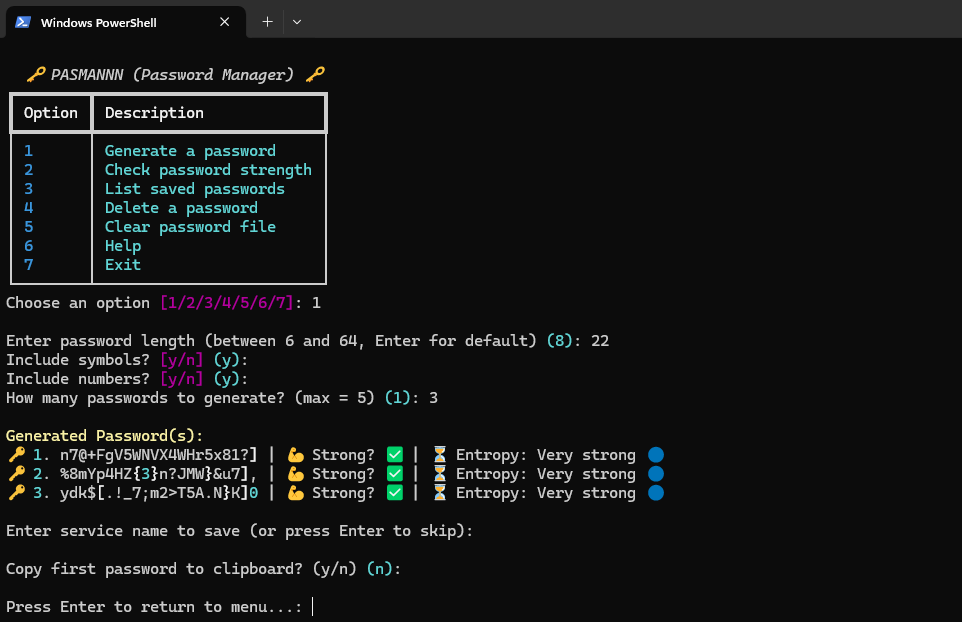 Windows PowerShell
🔑 PASMANNN (Password Manager) 🔑
Option Description
1 Generate a password
2 Check password strength
3 List saved passwords
4 Delete a password
5 Clear password file
6 Help
7 Exit
Choose an option [1/2/3/4/5/6/7]: 1
Enter password length (between 6 and 64, Enter for default) (8): 22
Include symbols? [y/n] (y):
Include numbers? [y/n] (y):
How many passwords to generate? (max = 5) (1): 3
Generated Password(s):
🔑 1. n7@+FgV5WNVX4WHr5x81?] | 💪 Strong? ✅ | ⏳ Entropy: Very strong 🔵
🔑 2. %8mYp4HZ{3}n?JMW}&u7], | 💪 Strong? ✅ | ⏳ Entropy: Very strong 🔵
🔑 3. ydk$[.!_7;m2>T5A.N}K]0 | 💪 Strong? ✅ | ⏳ Entropy: Very strong 🔵
Enter service name to save (or press Enter to skip):
Copy first password to clipboard? (y/n) (n):
Press Enter to return to menu...: